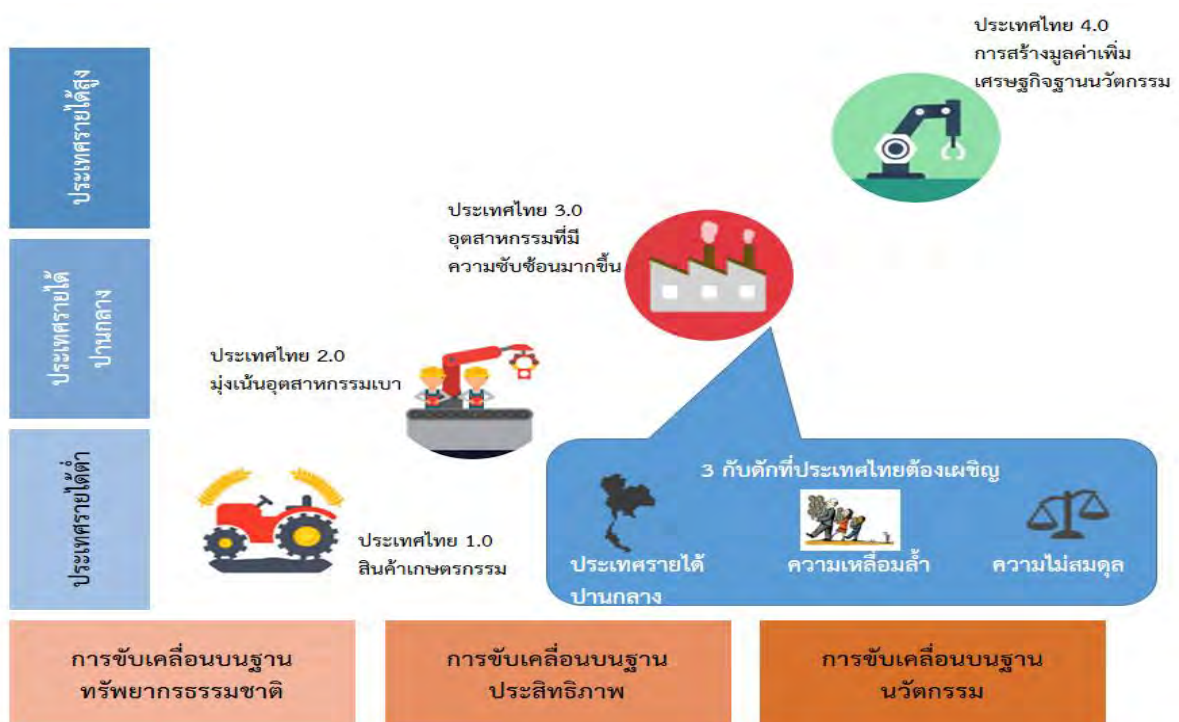 ประเทศไทย 4.0
การสร้างมูลค่าเพิ่ม
เศรษฐกิจฐานนวัตกรรม
ประเทศรายได้สูง
ประเทศไทย 3.0
อุตสาหกรรมที่มี
ความซับซ้อนมากขึ้น
ประเทศรายได้
ปานกลาง
ประเทศไทย 2.0
มุ่งเน้นอุตสาหกรรมเบา
ประเทศรายได้ต่ำ
ประเทศไทย 1.0
สินค้าเกษตรกรรม
3 กับดักที่ประเทศไทยต้องเผชิญ
ประเทศรายได้
ปานกลาง
ความเหลื่อมล้ำ
ความไม่สมดุล
การขับเคลื่อนบนฐาน
ทรัพยากรธรรมชาติ
การขับเคลื่อนบนฐาน
ประสิทธิภาพ
การขับเคลื่อนบนฐาน
นวัตกรรม